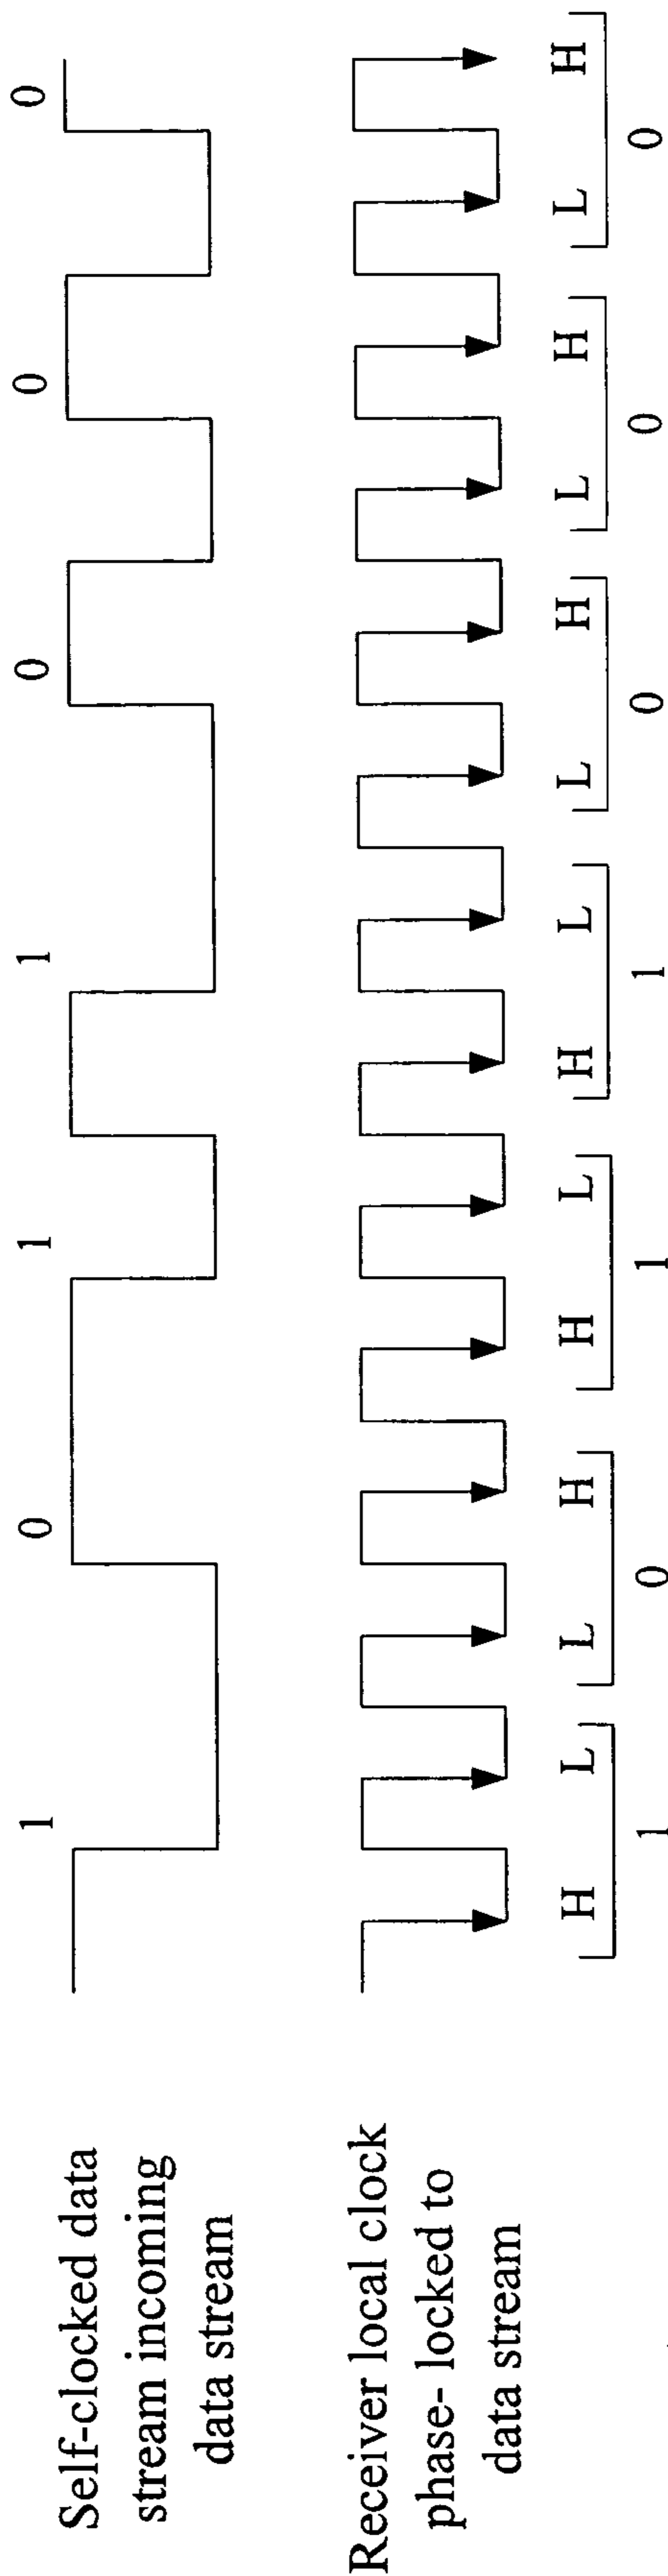 1 0 1 1 0 0 0
Self-clocked data
stream incoming
data stream
Receiver local clock
phase- locked to
data stream
H L L H H L H L L H L H L H
1 0 1 1 0 0 0